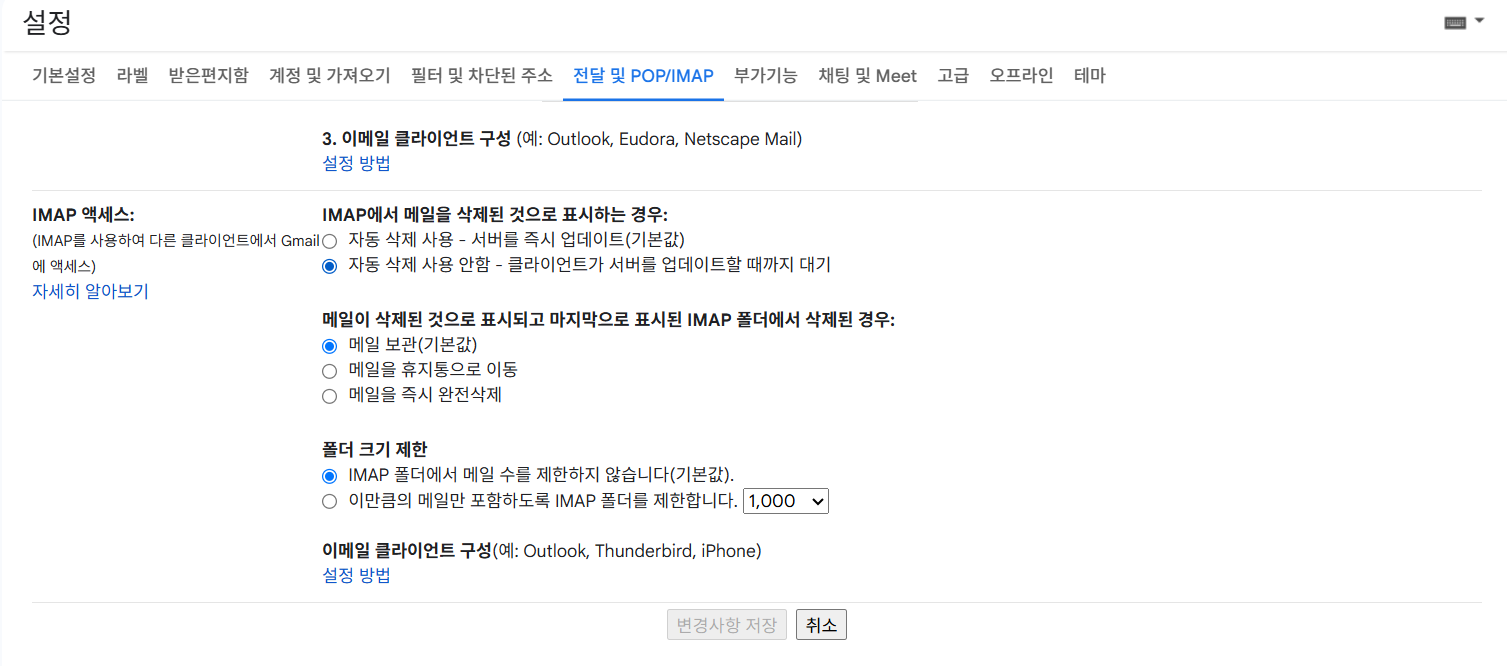 설정
기본설정 라벨 받은편지함 계정 및 가져오기 필터 및 차단된 주소 전달 및 POP/IMAP 부가기능 채팅 및 Meet 고급 오프라인 테마
3. 이메일 클라이언트 구성 (예: Outlook, Eudora, Netscape Mail)
설정 방법
IMAP 액세스:
(IMAP를 사용하여 다른 클라이언트에서 Gmail
에 액세스)
자세히 알아보기
IMAP에서 메일을 삭제된 것으로 표시하는 경우:
자동 삭제 사용 - 서버를 즉시 업데이트(기본값)
자동 삭제 사용 안함 - 클라이언트가 서버를 업데이트할 때까지 대기
메일이 삭제된 것으로 표시되고 마지막으로 표시된 IMAP 폴더에서 삭제된 경우:
메일 보관(기본값)
메일을 휴지통으로 이동
메일을 즉시 완전삭제
폴더 크기 제한
IMAP 폴더에서 메일 수를 제한하지 않습니다(기본값).
이만큼의 메일만 포함하도록 IMAP 폴더를 제한합니다. 1,000
이메일 클라이언트 구성(예: Outlook, Thunderbird, iPhone)
설정 방법
변경사항 저장 취소